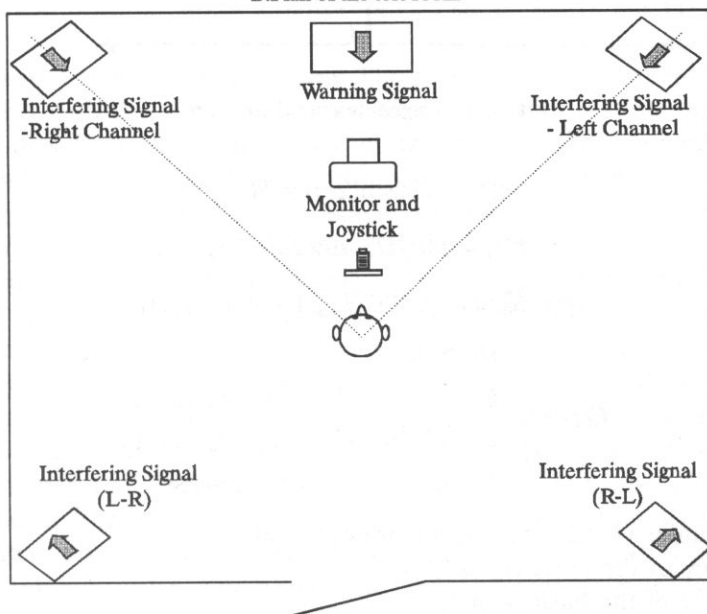 Interfering Signal
-Right Channel
Warning Signal
Interfering Signal
- Left Channel
Monitor and
Joystick
Interfering Signal
(L-R)
Interfering Signal
(R-L)